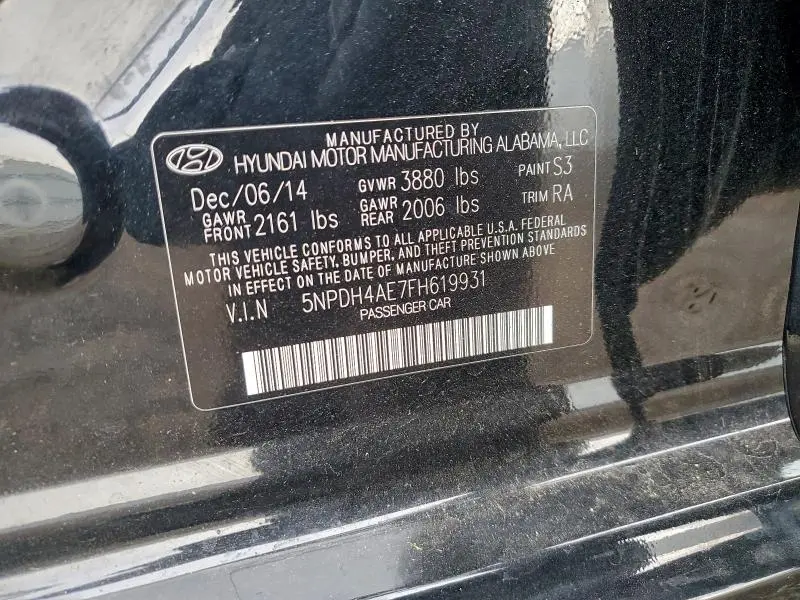 MANUFACTURED BY
HYUNDAI MOTOR MANUFACTURING ALABAMA, LLC
Dec/06/14 GVWR 3880 lbs PAINT S3
GAWR FRONT 2161 lbs GAWR REAR 2006 lbs TRIM RA
THIS VEHICLE CONFORMS TO ALL APPLICABLE U.S.A. FEDERAL
MOTOR VEHICLE SAFETY, BUMPER, AND THEFT PREVENTION STANDARDS
IN EFFECT ON THE DATE OF MANUFACTURE SHOWN ABOVE
V.I.N 5NPDH4AE7FH619931
PASSENGER CAR